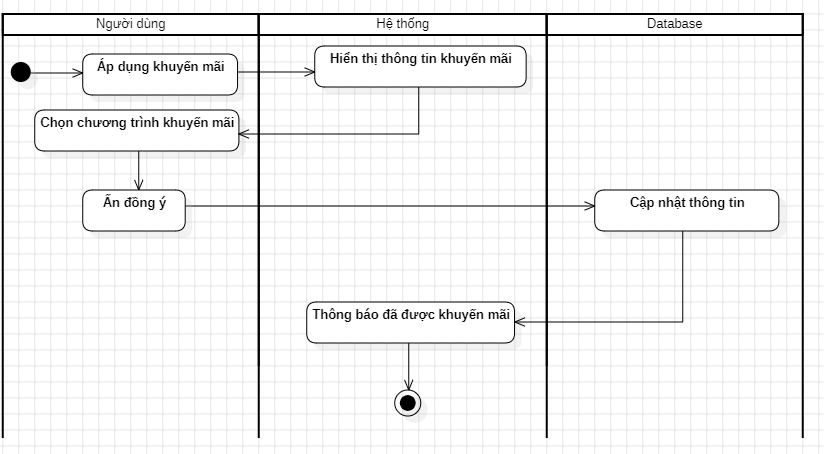 Người dùng
Hệ thống
Database
Áp dụng khuyến mãi
Hiển thị thông tin khuyến mãi
Chọn chương trình khuyến mãi
Ấn đồng ý
Cập nhật thông tin
Thông báo đã được khuyến mãi